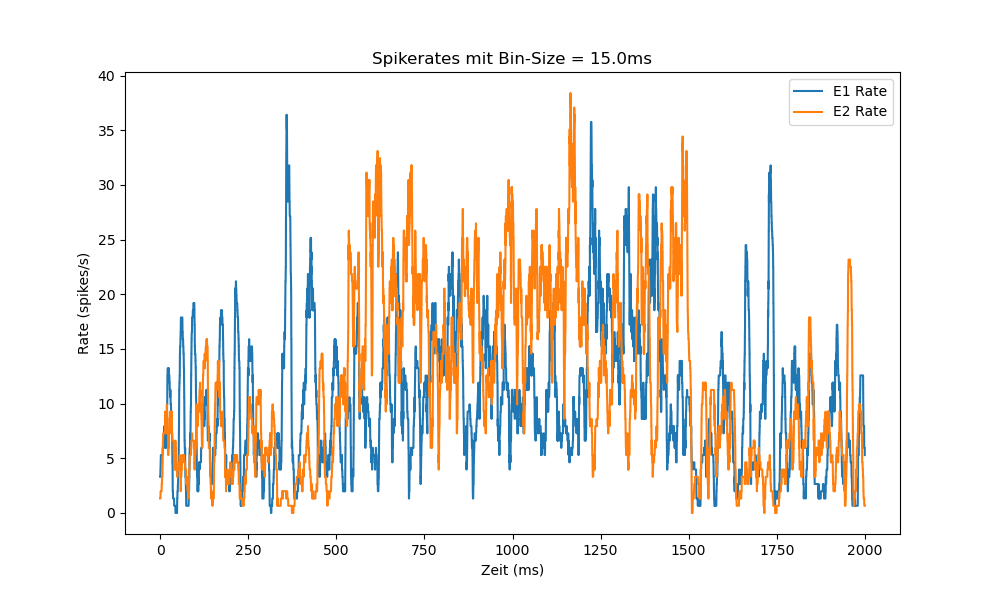 Spikerates mit Bin-Size = 15.0ms
E1 Rate
E2 Rate
40
35
30
25
20
15
10
5
0
Rate (spikes/s)
0 250 500 750 1000 1250 1500 1750 2000
Zeit (ms)